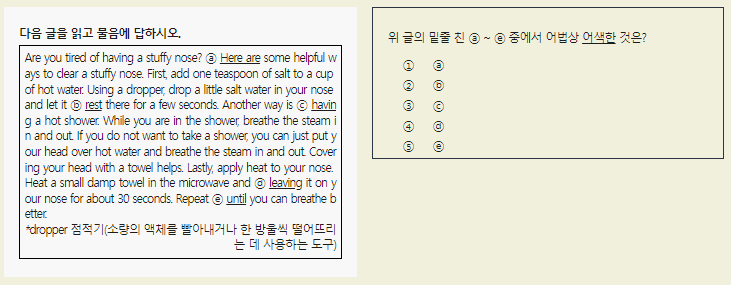 다음 글을 읽고 물음에 답하시오.
Are you tired of having a stuffy nose? ⓐ Here are some helpful w
ays to clear a stuffy nose. First, add one teaspoon of salt to a cup
of hot water. Using a dropper, drop a little salt water in your nose
and let it ⓑ rest there for a few seconds. Another way is ⓒ havin
g a hot shower. While you are in the shower, breathe the steam i
n and out. If you do not want to take a shower, you can just put y
our head over hot water and breathe the steam in and out. Cover
ing your head with a towel helps. Lastly, apply heat to your nose.
Heat a small damp towel in the microwave and ⓓ leaving it on y
our nose for about 30 seconds. Repeat ⓔ until you can breathe b
etter.
*dropper 점적기(소량의 액체를 빨아내거나 한 방울씩 떨어뜨리
는 데 사용하는 도구)
위 글의 밑줄 친 ⓐ ~ ⓔ 중에서 어법상 어색한 것은?
① ⓐ
② ⓑ
③ ⓒ
④ ⓓ
⑤ ⓔ